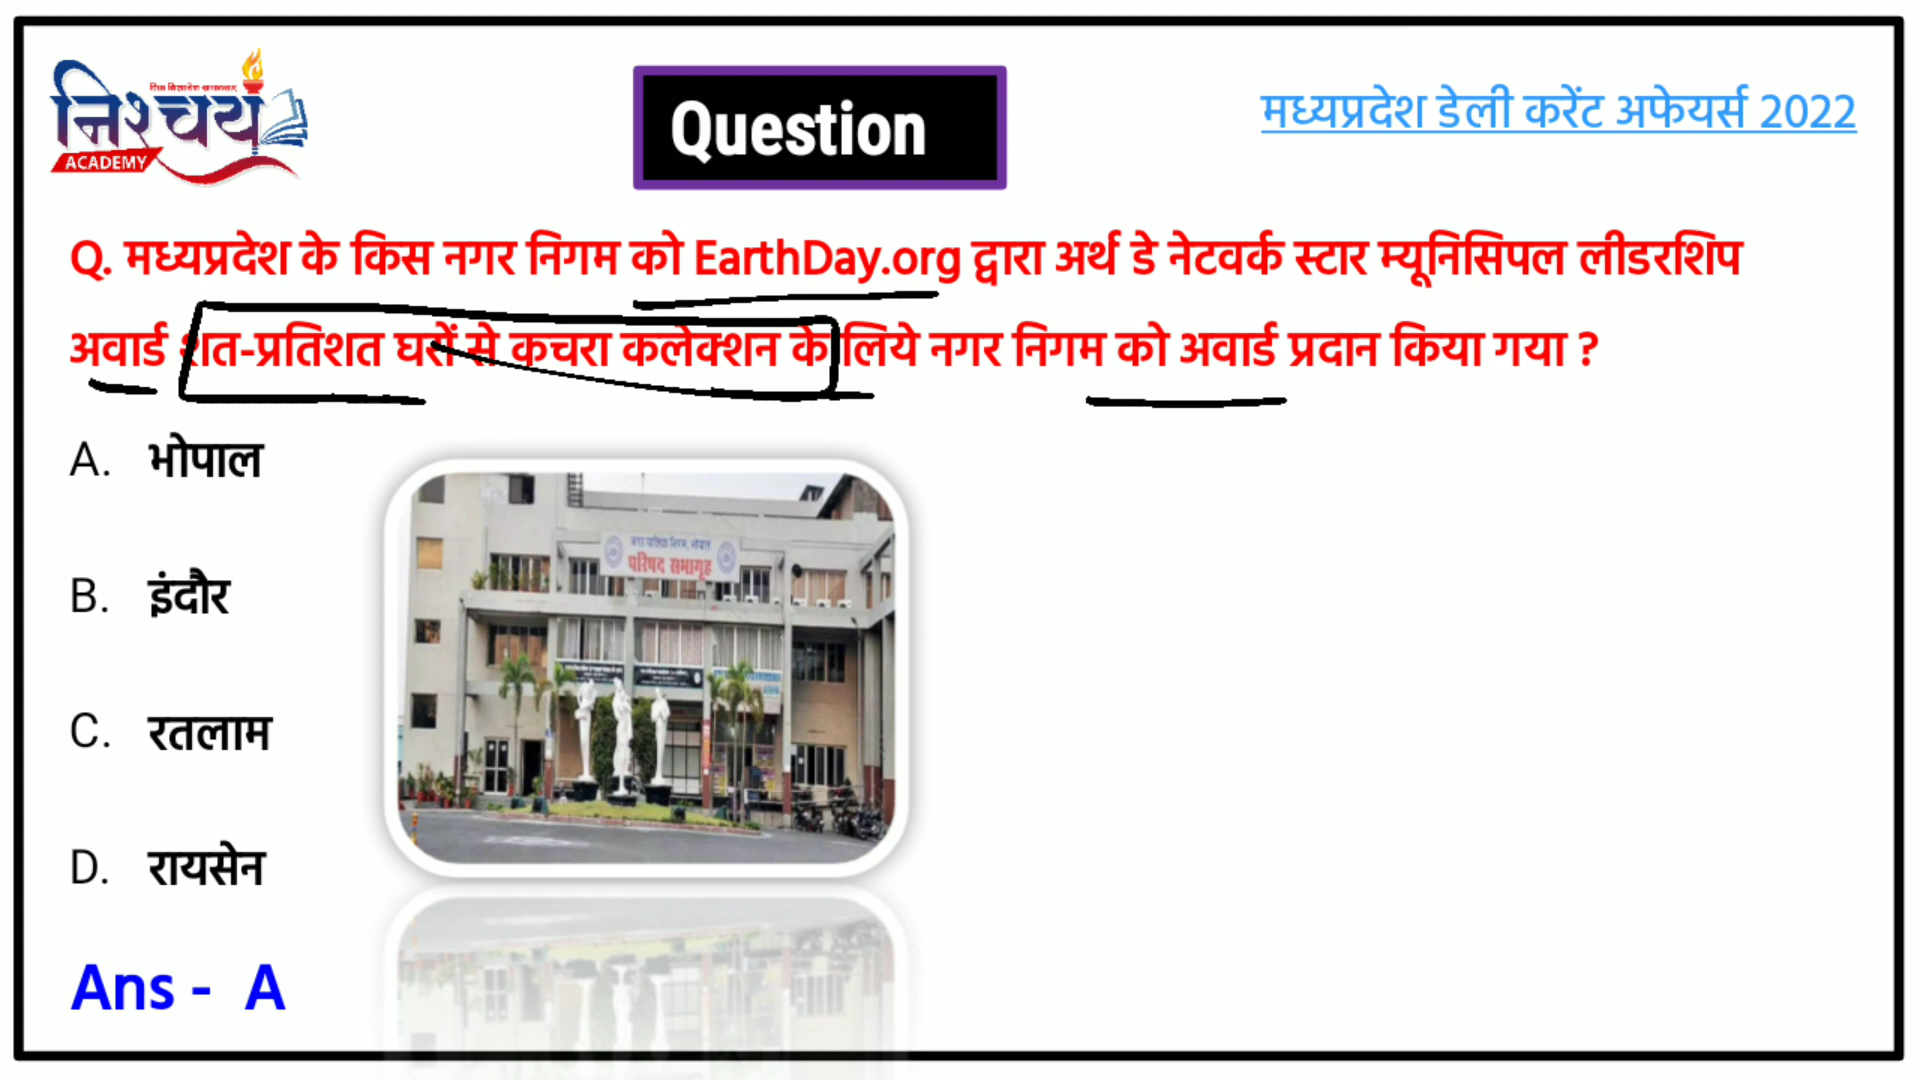 निश्चय
ACADEMY
Question
मध्यप्रदेश डेली करेंट अफेयर्स 2022
Q. मध्यप्रदेश के किस नगर निगम को EarthDay.org द्वारा अर्थ डे नेटवर्क स्टार म्यूनिसिपल लीडरशिप
अवार्ड शत-प्रतिशत घरों से कचरा कलेक्शन के लिये नगर निगम को अवार्ड प्रदान किया गया ?
A. भोपाल
परिषद सभागृह
B. इंदौर
C. रतलाम
D. रायसेन
Ans - A